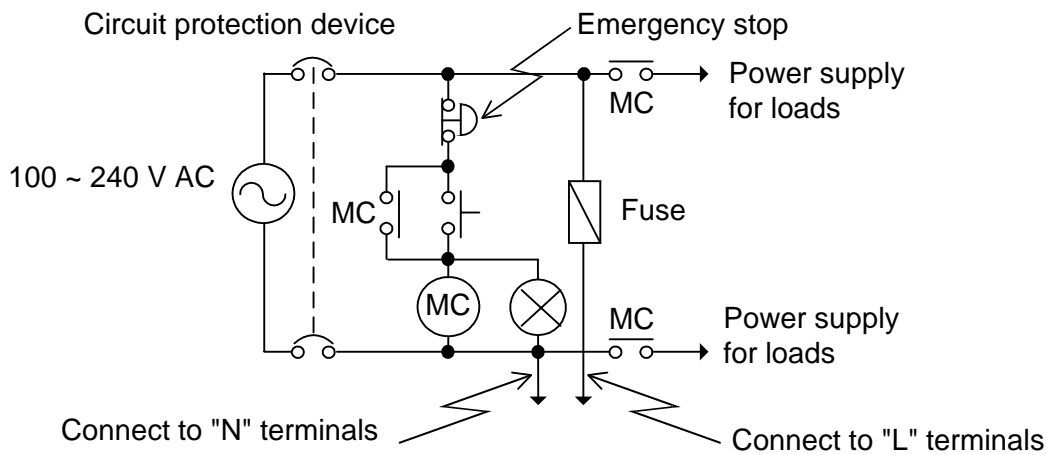 Circuit protection device
Emergency stop
Power supply
for loads
MC
100 ~ 240 V AC
MC
Fuse
MC
MC
Power supply
for loads
Connect to "N" terminals
Connect to "L" terminals